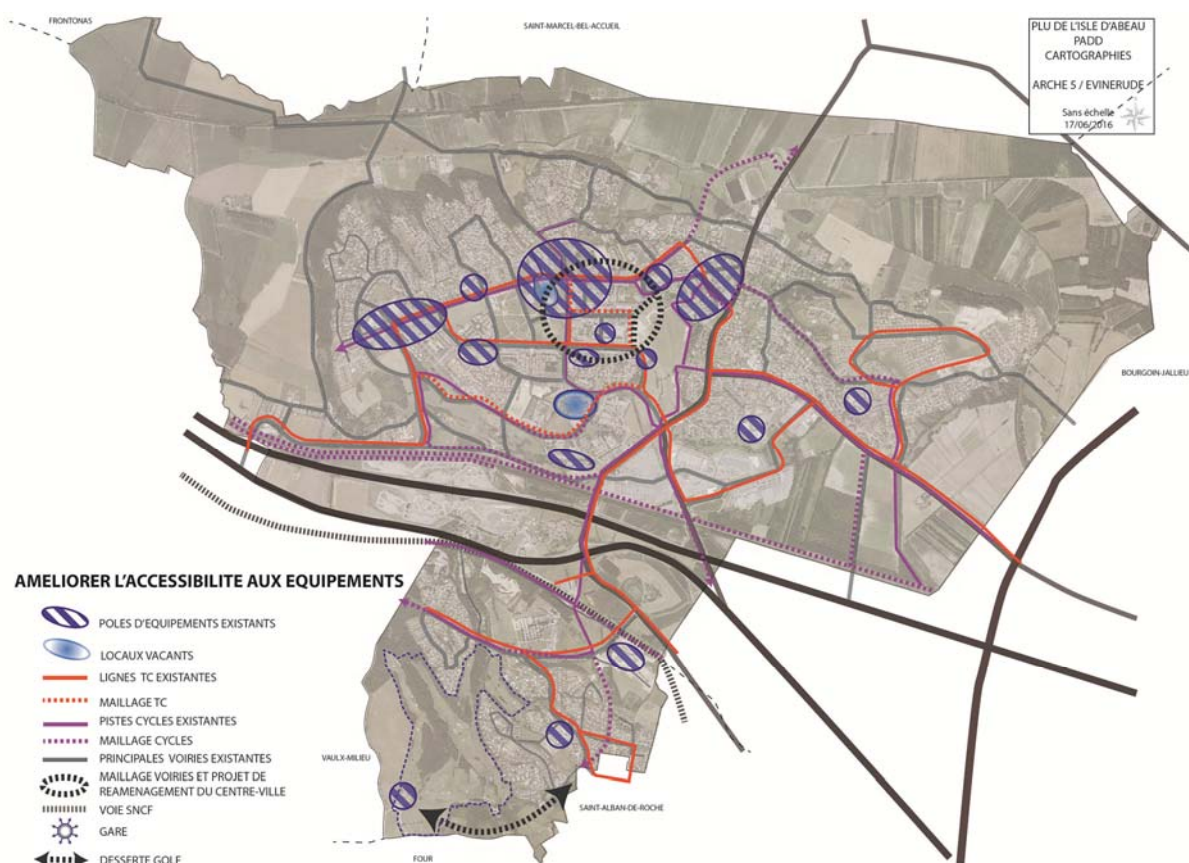 FRONTONAS
SAINT-MARCEL-BEL-ACCUEIL
PLU DE L'ISLE D'ABEAU
PADD
CARTOGRAPHIES
ARCHE 5 / EVINERUDE
Sans échelle
17/06/2016
BOURGOIN-JALLIEU
AMELIORER L'ACCESSIBILITE AUX EQUIPEMENTS
POLES D'EQUIPEMENTS EXISTANTS
LOCAUX VACANTS
LIGNES TC EXISTANTES
MAILLAGE TC
PISTES CYCLES EXISTANTES
MAILLAGE CYCLES
PRINCIPALES VOIRIES EXISTANTES
MAILLAGE VOIRIES ET PROJET DE
REAMENAGEMENT DU CENTRE-VILLE
VOIE SNCF
GARE
DESSERTE GOLF
VAULX-MILIEU
SAINT-ALBAN-DE-ROCHE
FOUR